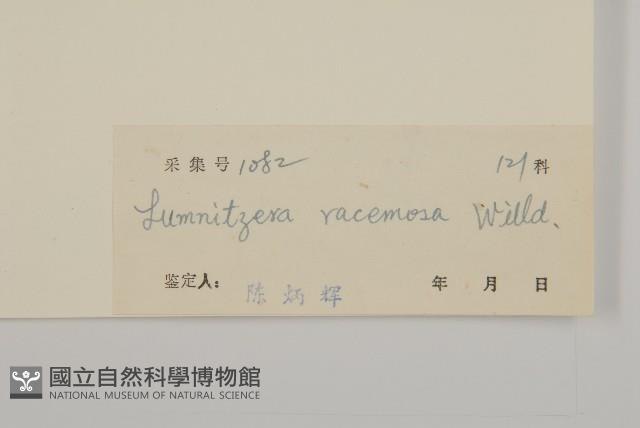 采集号 1082 121 科
Lumnitzera racemosa Willd.
鉴定人: 陈炳辉 年 月 日
國立自然科學博物館
NATIONAL MUSEUM OF NATURAL SCIENCE